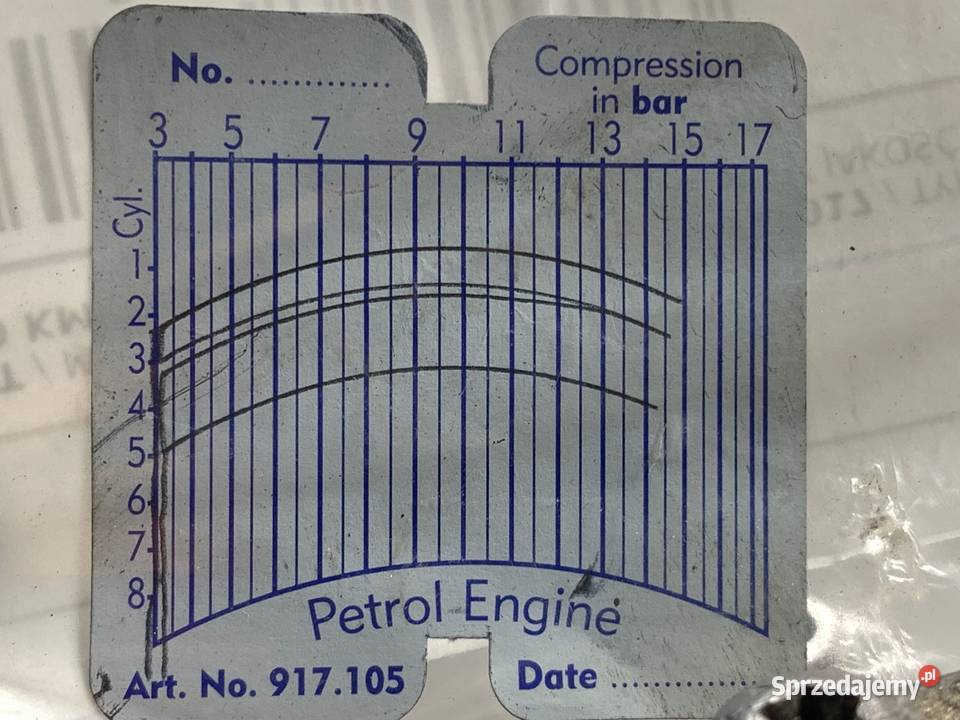 No. ................
Compression
in bar
3 5 7 9 11 13 15 17
Cyl.
1
2
3
4
5
6
7
8
Petrol Engine
Art. No. 917.105
Date ................
Sprzedajemy.pl